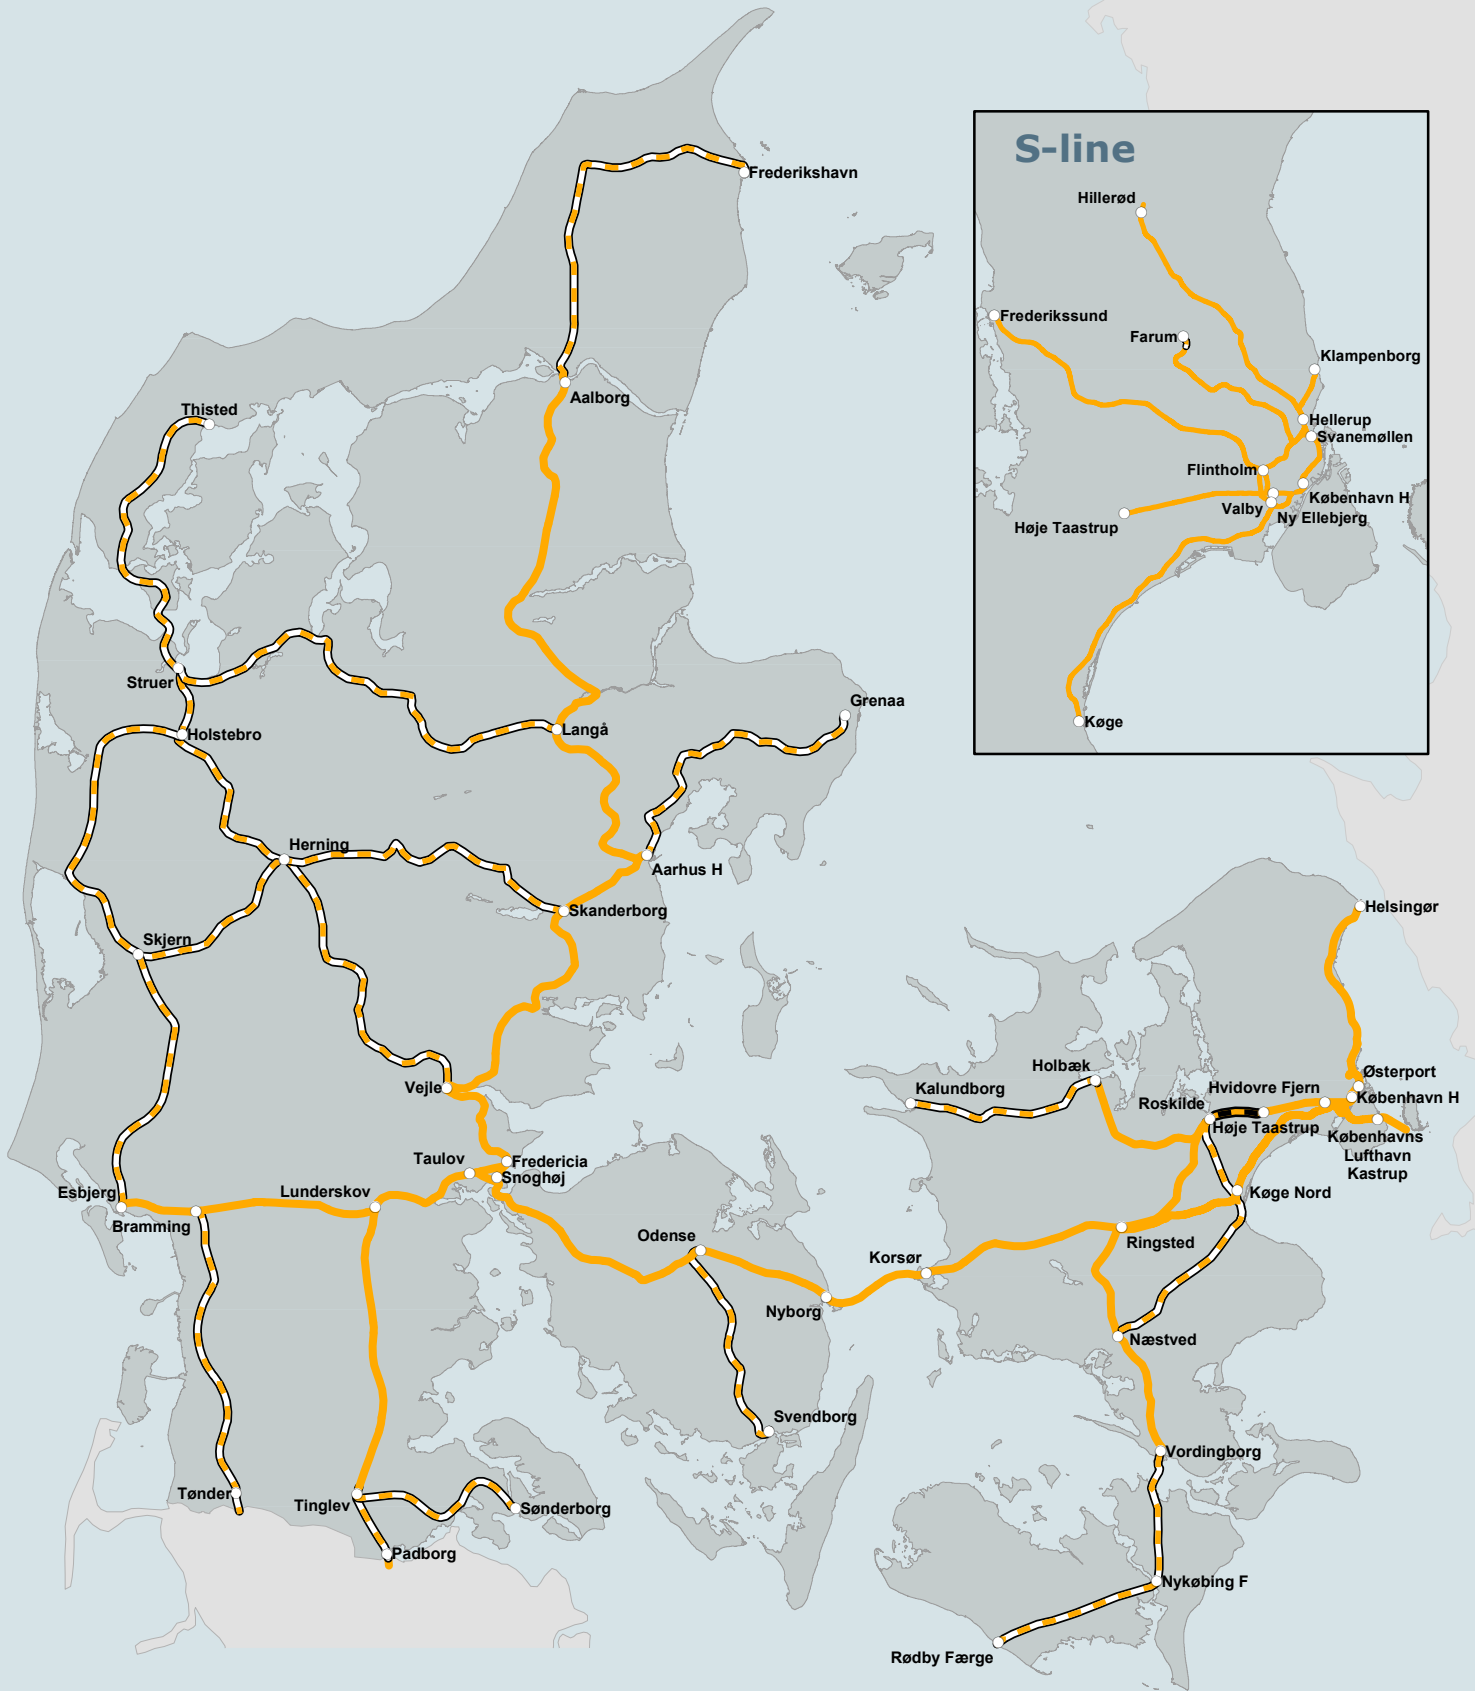 S-line
Frederikshavn
Hillerød
Frederikssund
Farum
Klampenborg
Aalborg
Thisted
Hellerup
Svanemøllen
Flintholm
København H
Valby
Ny Ellebjerg
Høje Taastrup
Struer
Grenaa
Køge
Langå
Holstebro
Herning
Aarhus H
Skanderborg
Helsingør
Skjern
Holbæk
Østerport
Vejle
Kalundborg
Hvidovre Fjern
København H
Roskilde
Høje Taastrup
Københavns
Lufthavn
Kastrup
Taulov
Fredericia
Snoghøj
Esbjerg
Lunderskov
Køge Nord
Bramming
Odense
Ringsted
Korsør
Nyborg
Næstved
Svendborg
Vordingborg
Tønder
Tinglev
Sønderborg
Padborg
Nykøbing F
Rødby Færge